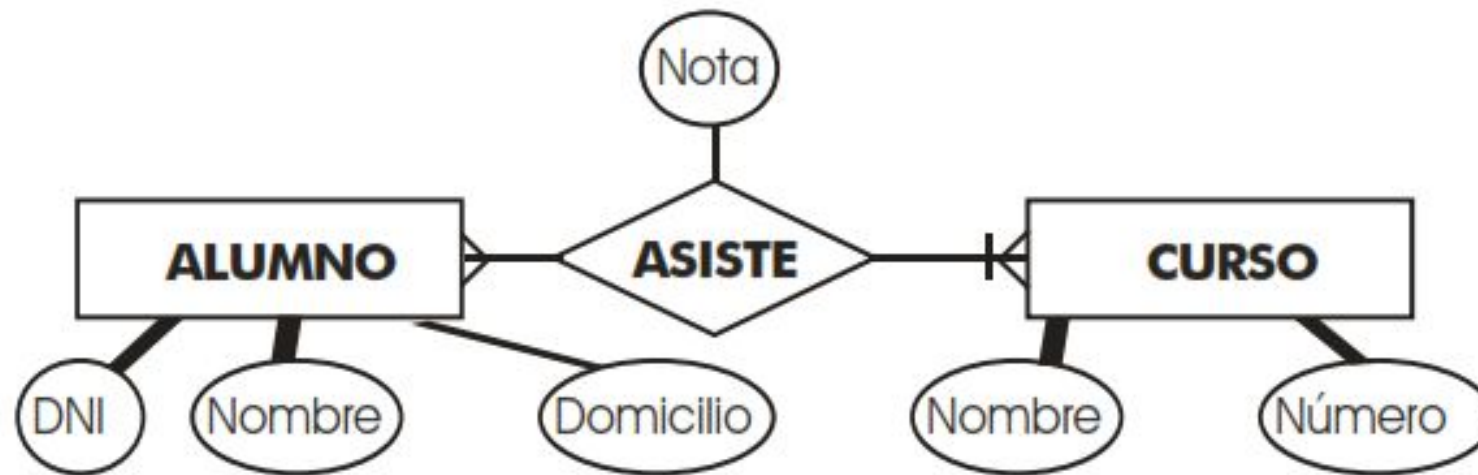 Nota
ALUMNO
ASISTE
CURSO
DNI
Nombre
Domicilio
Nombre
Número